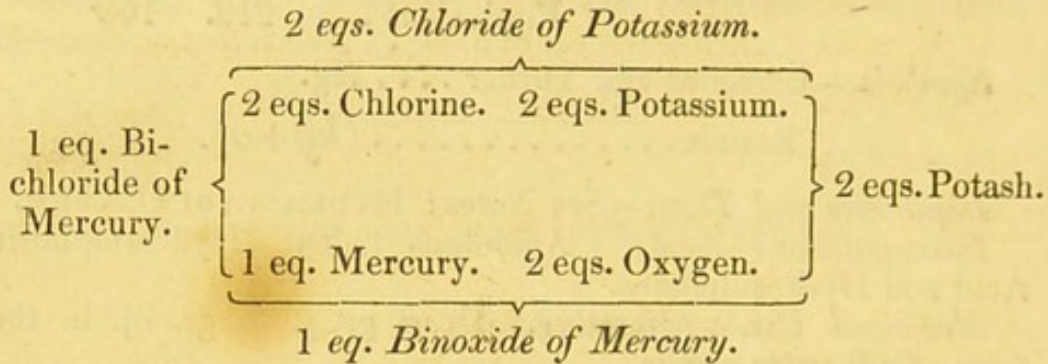 2 eqs. Chloride of Potassium.
2 eqs. Chlorine. 2 eqs. Potassium.
1 eq. Bi-
chloride of
Mercury.
2 eqs. Potash.
1 eq. Mercury. 2 eqs. Oxygen.
1 eq. Binoxide of Mercury.